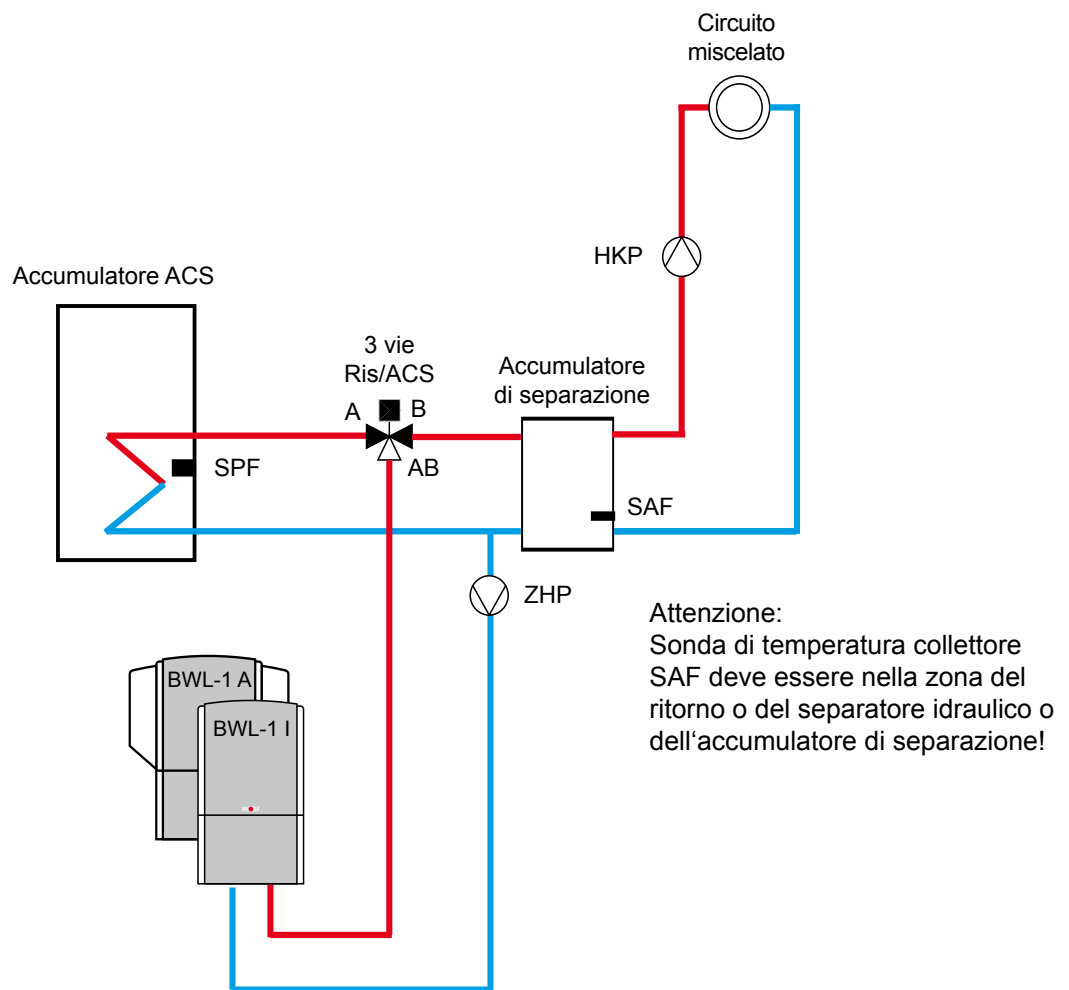 Circuito
miscelato
HKP
Accumulatore ACS
3 vie
Ris/ACS
A
B
AB
Accumulatore
di separazione
SPF
SAF
ZHP
Attenzione:
Sonda di temperatura collettore
SAF deve essere nella zona del
ritorno o del separatore idraulico o
dell‘accumulatore di separazione!
BWL-1 A
BWL-1 I